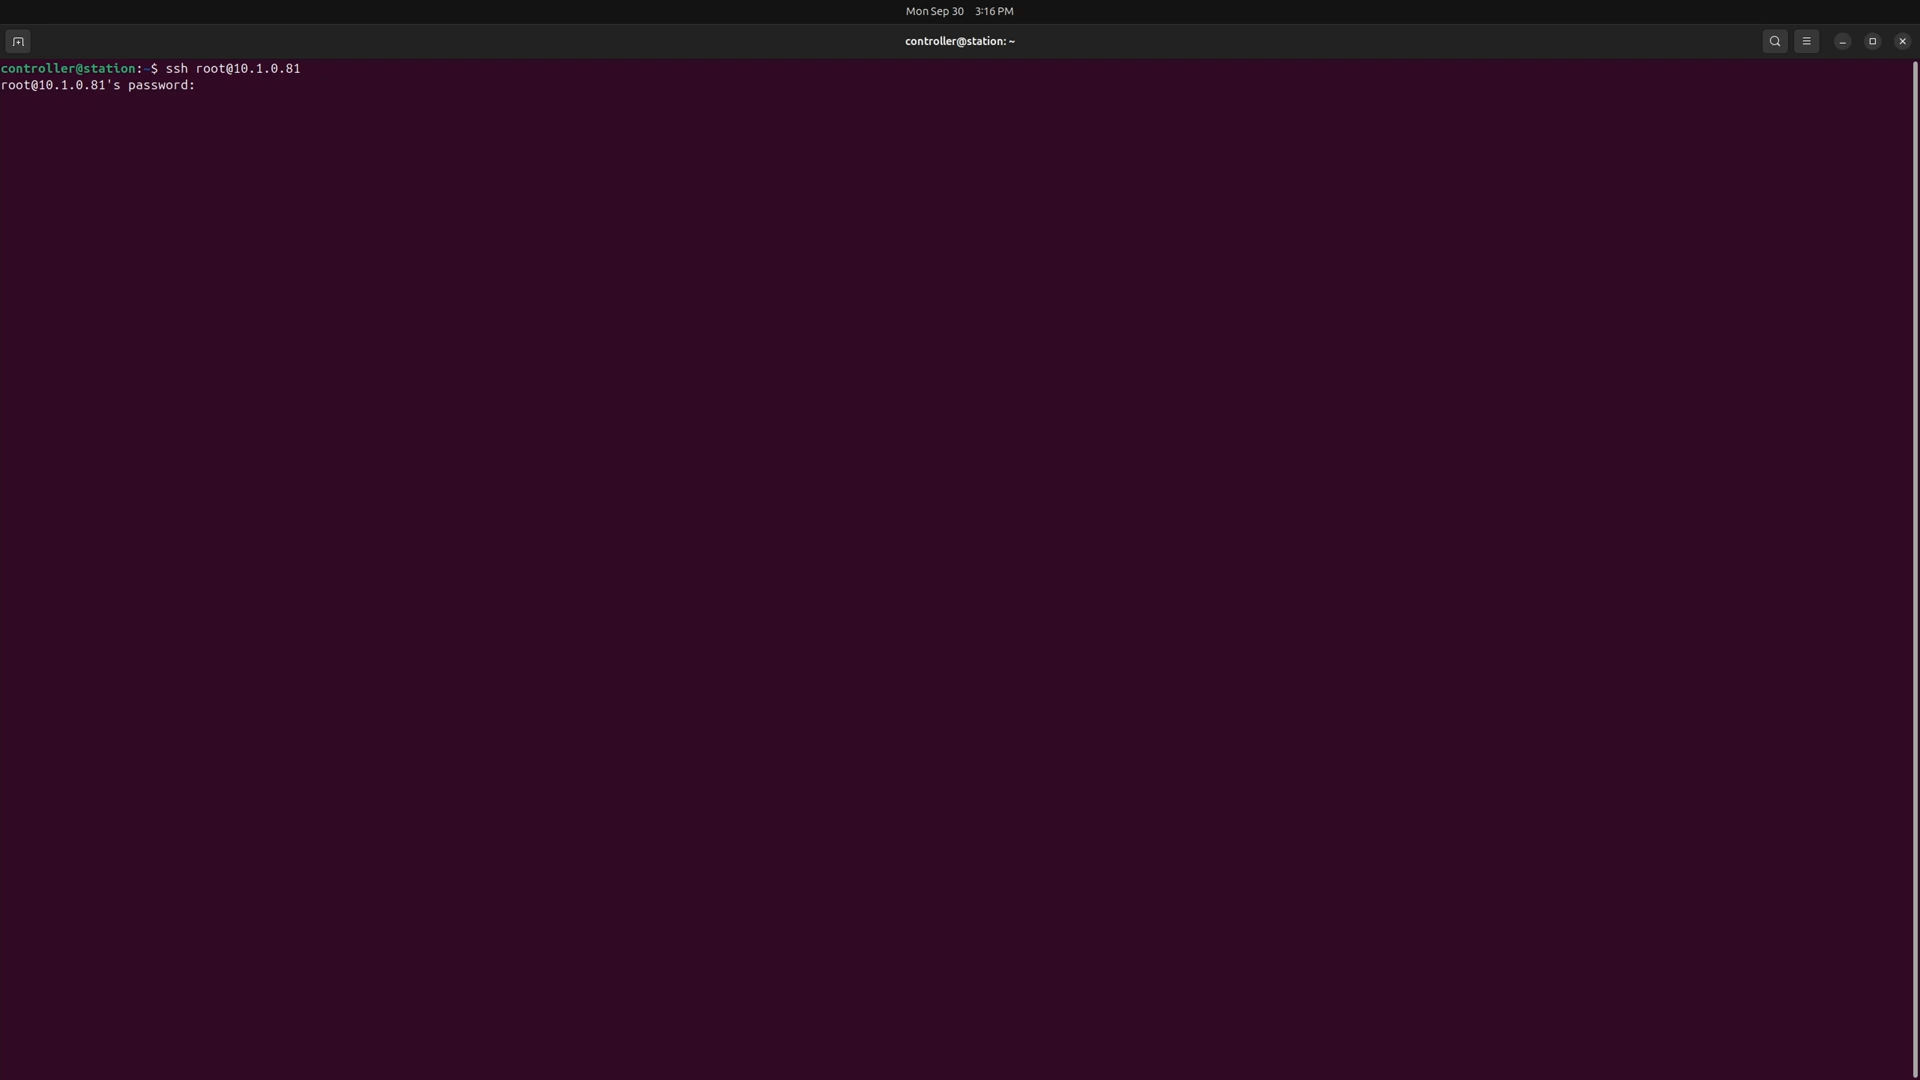 Mon Sep 30 3:16 PM
controller@station: ~
controller@station:~$ ssh root@10.1.0.81
root@10.1.0.81's password: